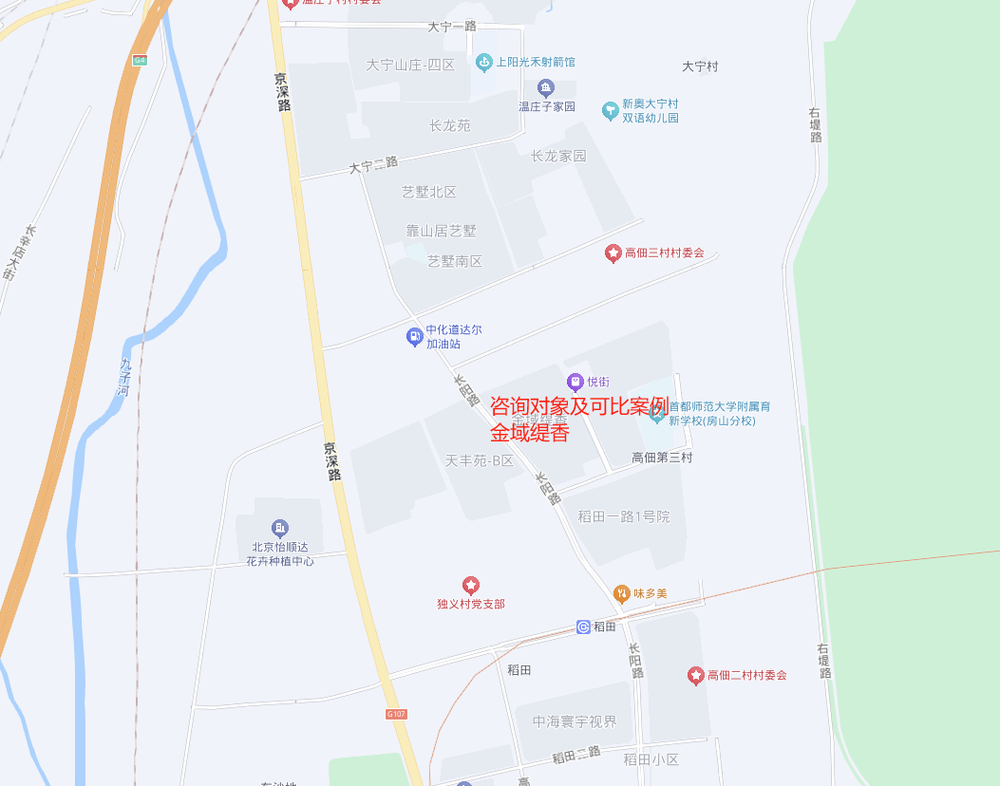 温庄子村村委会
大宁一路
大宁山庄-四区
上阳光禾射箭馆
大宁村
G4
京深路
温庄子家园
新奥大宁村
双语幼儿园
右堤路
长龙苑
长龙家园
大宁二路
艺墅北区
靠山居艺墅
艺墅南区
长辛店大街
高佃三村村委会
中化道达尔
加油站
九子河
长阳路
悦街
咨询对象及可比案例
金域缇香
金域缇香
首都师范大学附属育
新学校(房山分校)
京深路
天丰苑-B区
高佃第三村
长阳路
稻田一路1号院
北京怡顺达
花卉种植中心
独义村党支部
味多美
稻田
长阳路
右堤路
稻田
高佃二村村委会
G107
中海寰宇视界
稻田二路
稻田小区